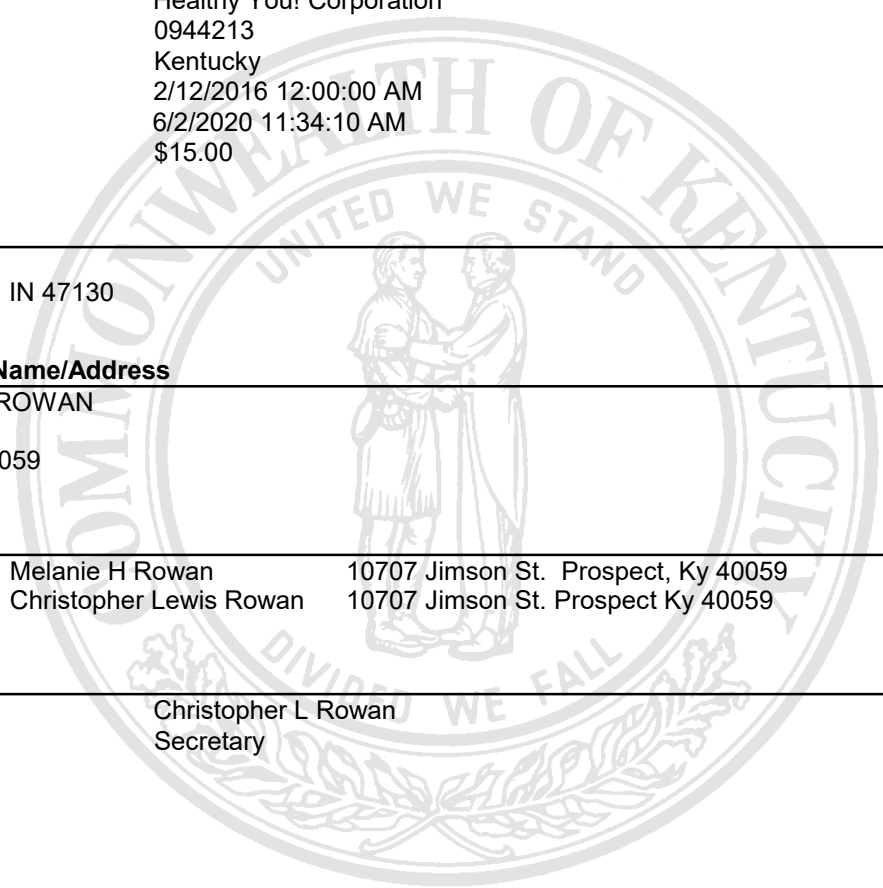 Healthy You! Corporation
0944213
Kentucky
2/12/2016 12:00:00 AM
6/2/2020 11:34:10 AM
$15.00
COMMONWEALTH OF KENTUCKY
UNITED WE STAND
IN 47130
Name/Address
ROWAN
059
Melanie H Rowan 10707 Jimson St. Prospect, Ky 40059
Christopher Lewis Rowan 10707 Jimson St. Prospect Ky 40059
DIVIDED WE FALL
Christopher L Rowan
Secretary